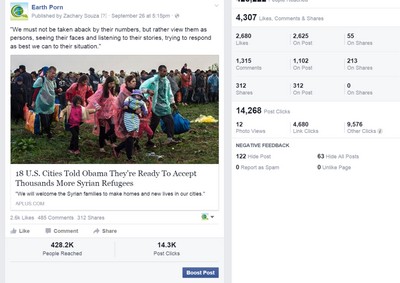 Earth Porn
Published by Zachary Souza [?] · September 26 at 6:15pm ·
"We must not be taken aback by their numbers, but rather view them as
persons, seeing their faces and listening to their stories, trying to respond
as best we can to their situation."
18 U.S. Cities Told Obama They're Ready To Accept
Thousands More Syrian Refugees
"We will welcome the Syrian families to make homes and new lives in our cities."
APLUS.COM
2.6k Likes 485 Comments 312 Shares
Like Comment Share
428.2K 14.3K
People Reached Post Clicks
Boost Post
4,307 Likes, Comments & Shares
2,680 2,625 55
Likes On Post On Shares
1,315 1,102 213
Comments On Post On Shares
312 312 0
Shares On Post On Shares
14,268 Post Clicks
12 4,680 9,576
Photo Views Link Clicks Other Clicks
NEGATIVE FEEDBACK
122 Hide Post 63 Hide All Posts
0 Report as Spam 0 Unlike Page